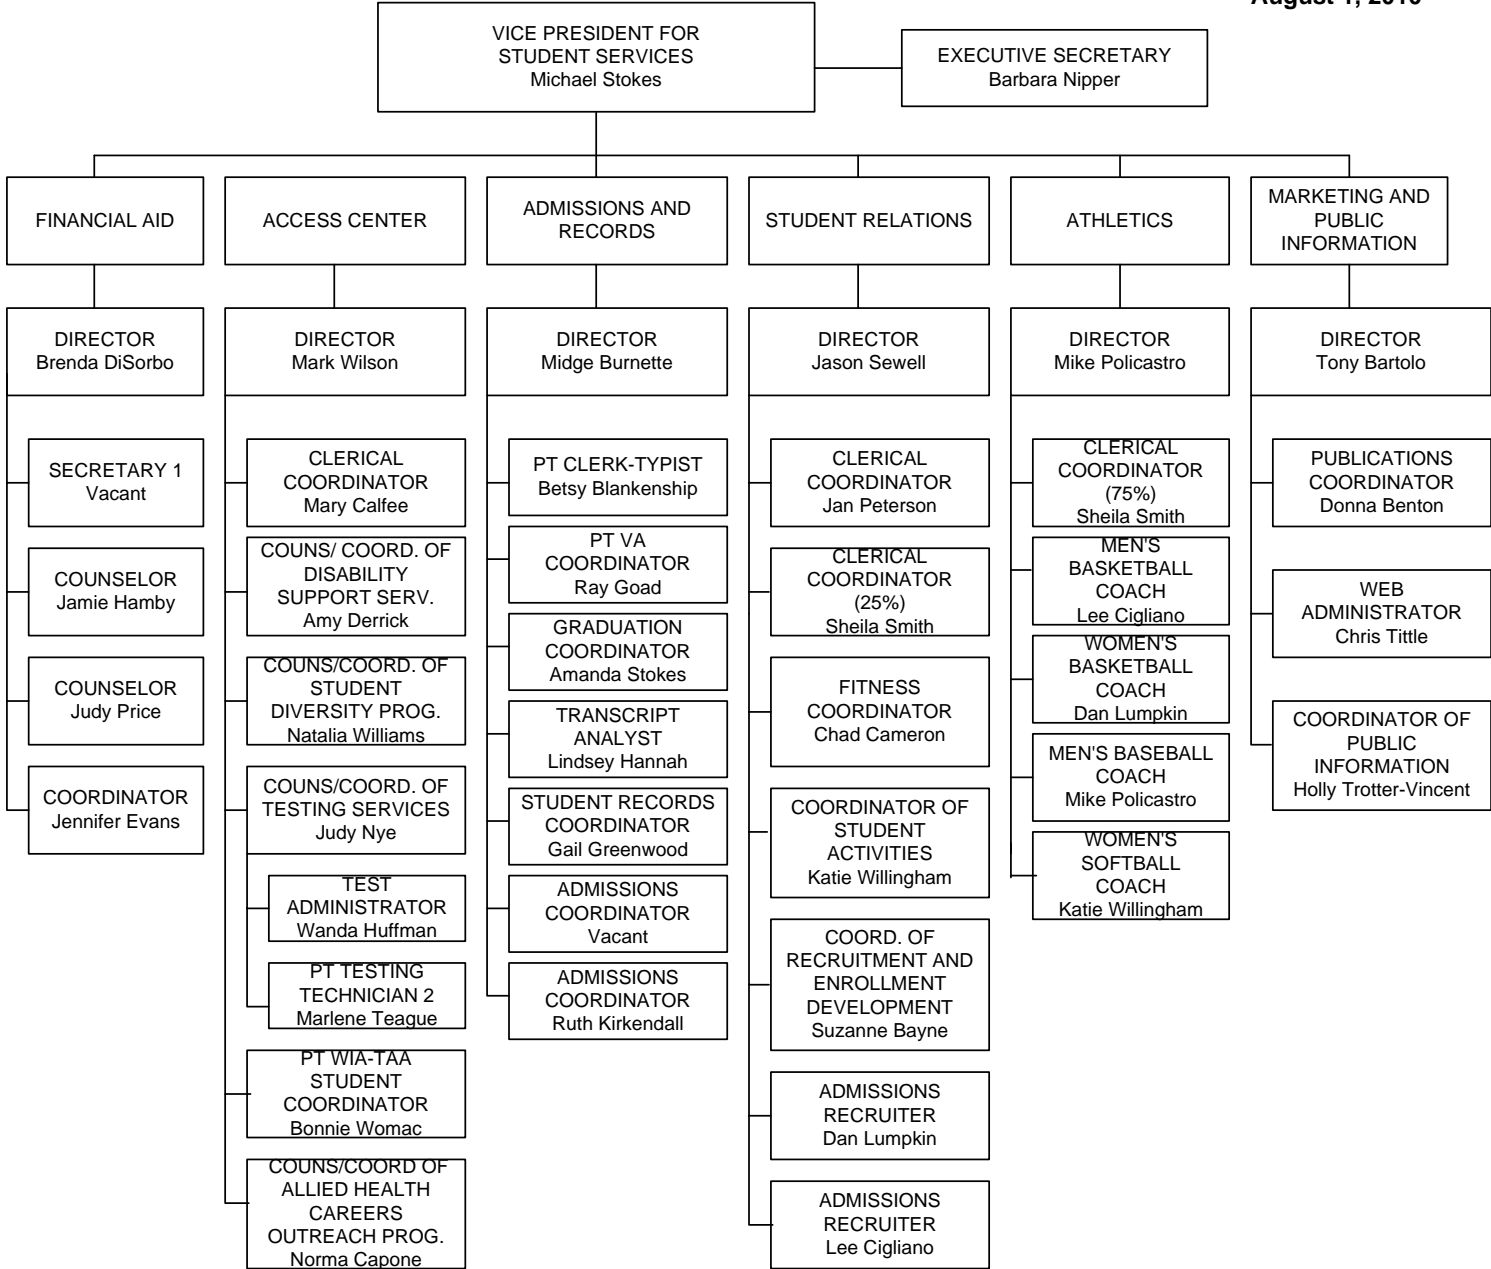 August 1, 2010
VICE PRESIDENT FOR
STUDENT SERVICES
Michael Stokes
EXECUTIVE SECRETARY
Barbara Nipper
FINANCIAL AID
DIRECTOR
Brenda DiSorbo
SECRETARY 1
Vacant
COUNSELOR
Jamie Hamby
COUNSELOR
Judy Price
COORDINATOR
Jennifer Evans
ACCESS CENTER
DIRECTOR
Mark Wilson
CLERICAL
COORDINATOR
Mary Calfee
COUNS/ COORD. OF
DISABILITY
SUPPORT SERV.
Amy Derrick
COUNS/COORD. OF
STUDENT
DIVERSITY PROG.
Natalia Williams
COUNS/COORD. OF
TESTING SERVICES
Judy Nye
TEST
ADMINISTRATOR
Wanda Huffman
PT TESTING
TECHNICIAN 2
Marlene Teague
PT WIA-TAA
STUDENT
COORDINATOR
Bonnie Womac
COUNS/COORD OF
ALLIED HEALTH
CAREERS
OUTREACH PROG.
Norma Capone
ADMISSIONS AND
RECORDS
DIRECTOR
Midge Burnette
PT CLERK-TYPIST
Betsy Blankenship
PT VA
COORDINATOR
Ray Goad
GRADUATION
COORDINATOR
Amanda Stokes
TRANSCRIPT
ANALYST
Lindsey Hannah
STUDENT RECORDS
COORDINATOR
Gail Greenwood
ADMISSIONS
COORDINATOR
Vacant
ADMISSIONS
COORDINATOR
Ruth Kirkendall
STUDENT RELATIONS
DIRECTOR
Jason Sewell
CLERICAL
COORDINATOR
Jan Peterson
CLERICAL
COORDINATOR
(25%)
Sheila Smith
FITNESS
COORDINATOR
Chad Cameron
COORDINATOR OF
STUDENT
ACTIVITIES
Katie Willingham
COORD. OF
RECRUITMENT AND
ENROLLMENT
DEVELOPMENT
Suzanne Bayne
ADMISSIONS
RECRUITER
Dan Lumpkin
ADMISSIONS
RECRUITER
Lee Cigliano
ATHLETICS
DIRECTOR
Mike Policastro
CLERICAL
COORDINATOR
(75%)
Sheila Smith
MEN'S
BASKETBALL
COACH
Lee Cigliano
WOMEN'S
BASKETBALL
COACH
Dan Lumpkin
MEN'S BASEBALL
COACH
Mike Policastro
WOMEN'S
SOFTBALL
COACH
Katie Willingham
MARKETING AND
PUBLIC
INFORMATION
DIRECTOR
Tony Bartolo
PUBLICATIONS
COORDINATOR
Donna Benton
WEB
ADMINISTRATOR
Chris Tittle
COORDINATOR OF
PUBLIC
INFORMATION
Holly Trotter-Vincent